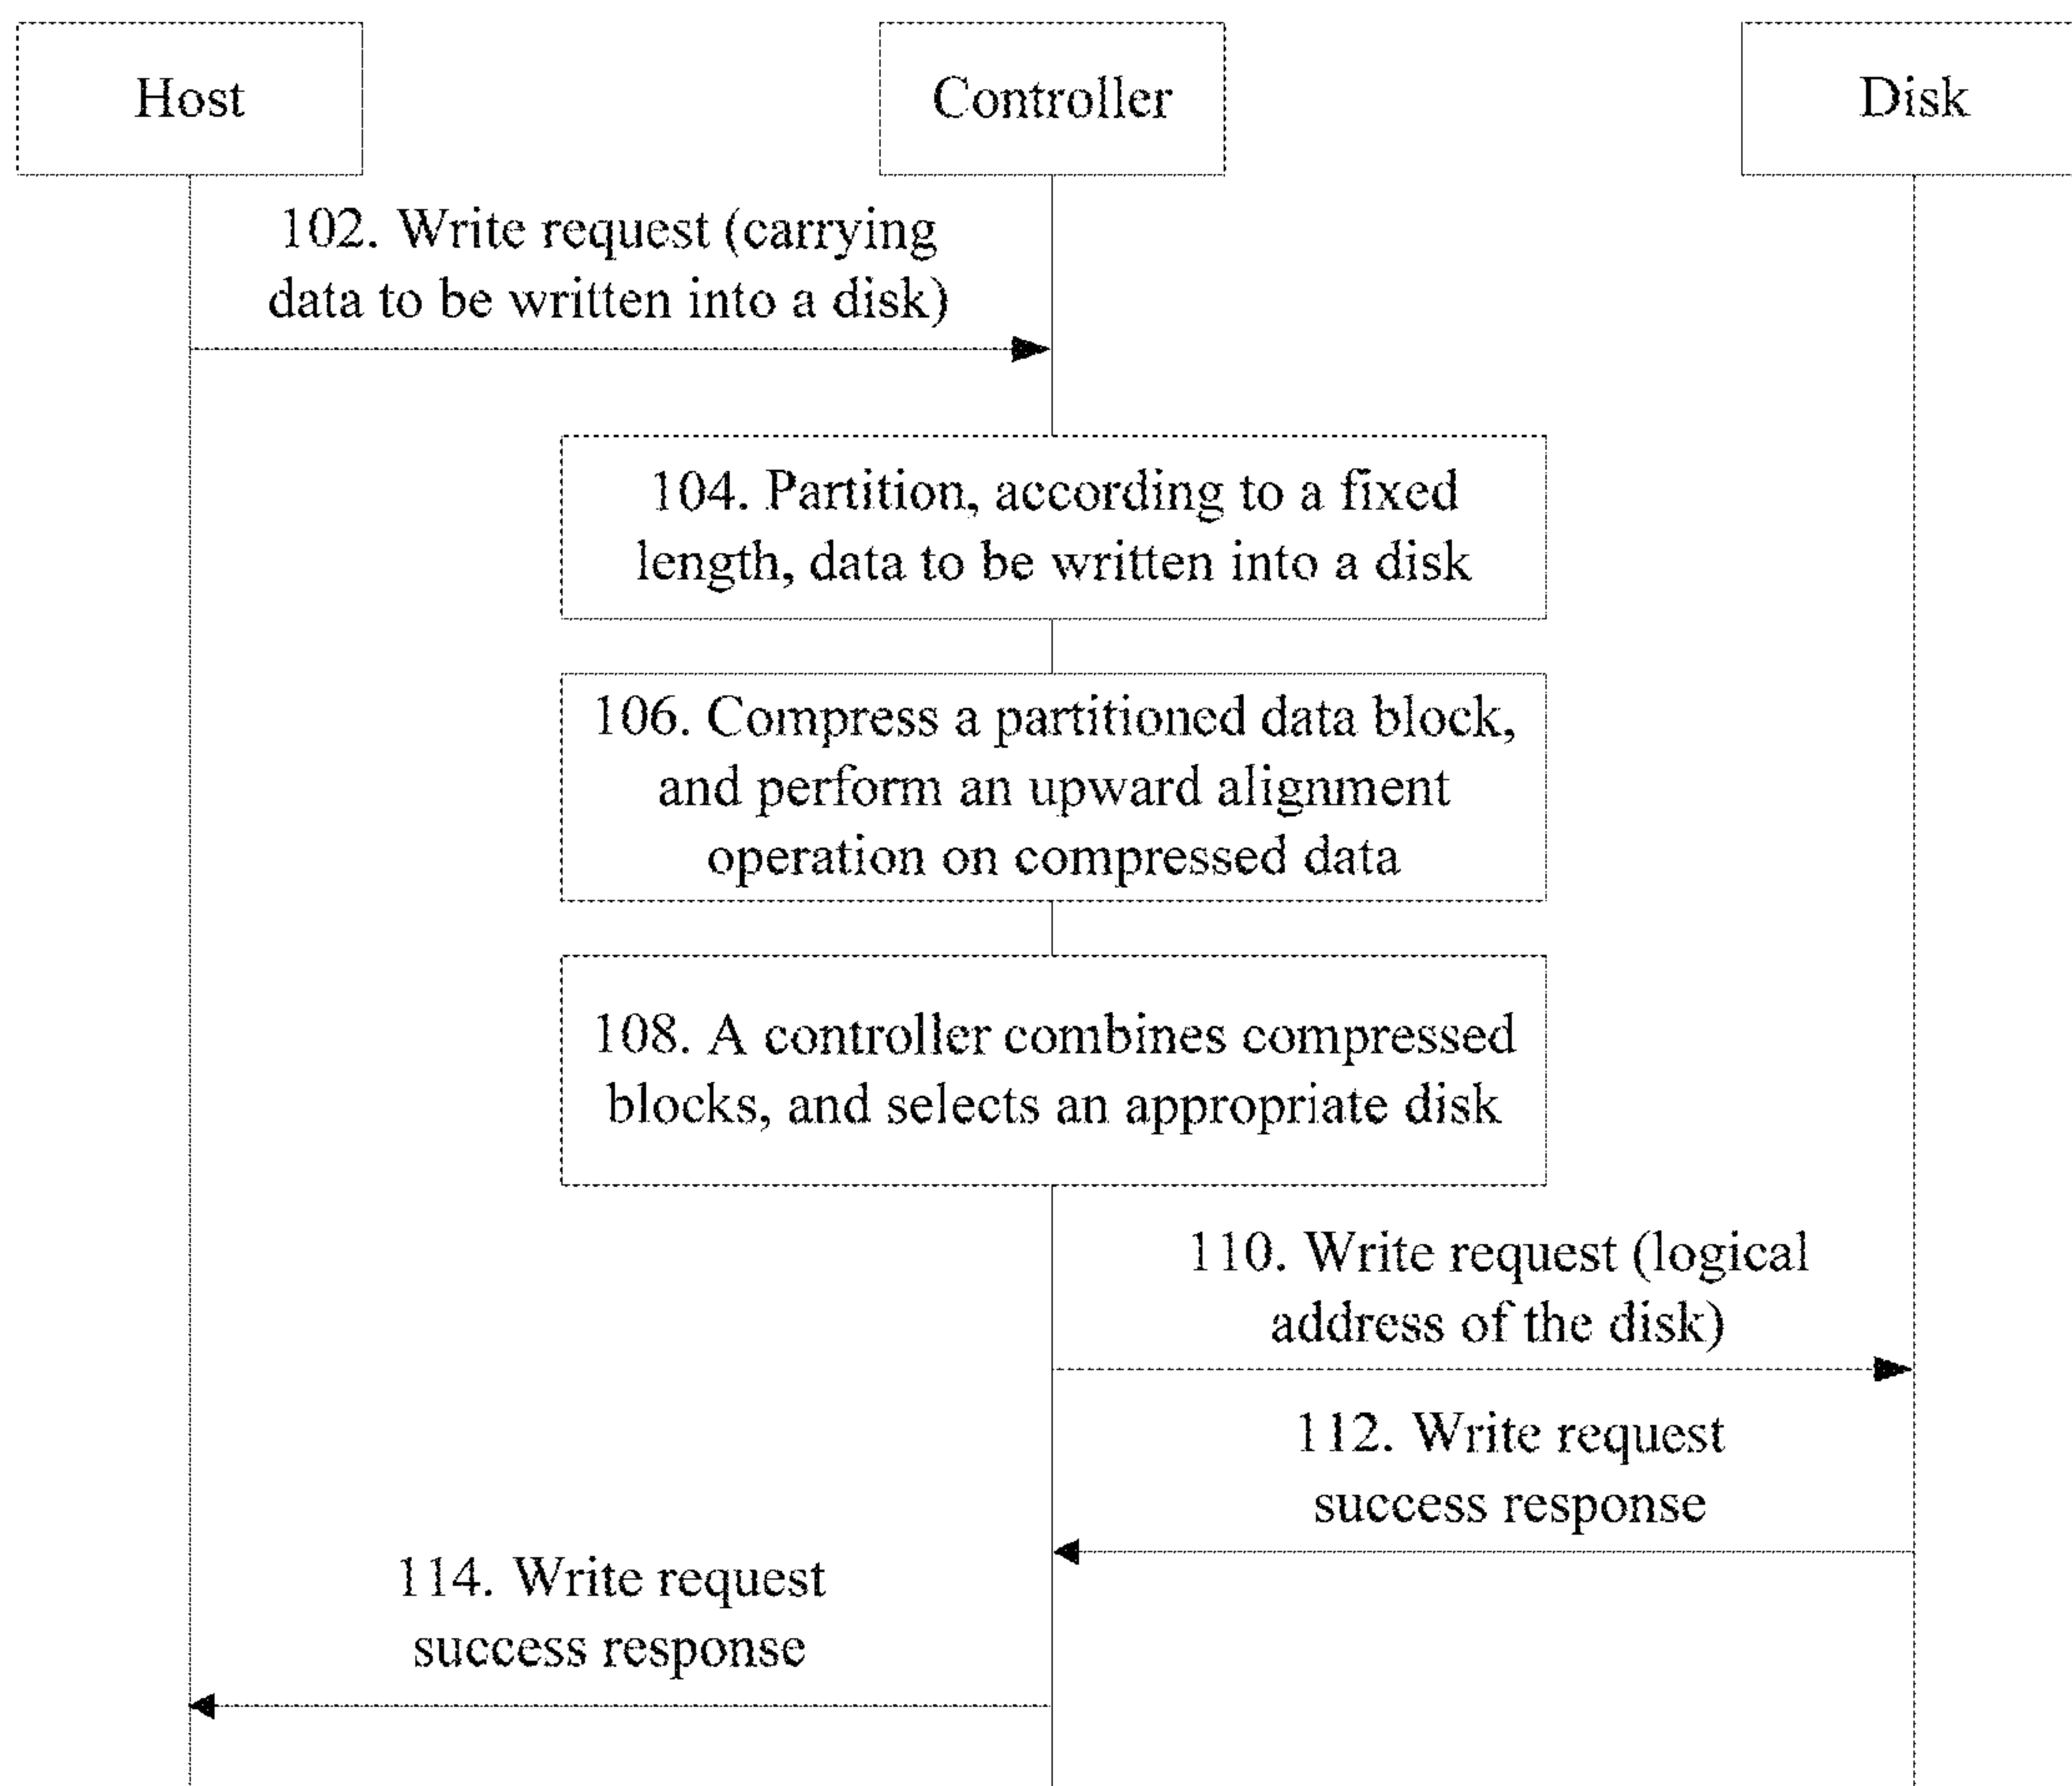 Host
Controller
Disk
102. Write request (carrying
data to be written into a disk)
104. Partition, according to a fixed
length, data to be written into a disk
106. Compress a partitioned data block,
and perform an upward alignment
operation on compressed data
108. A controller combines compressed
blocks, and selects an appropriate disk
110. Write request (logical
address of the disk)
112. Write request
success response
114. Write request
success response